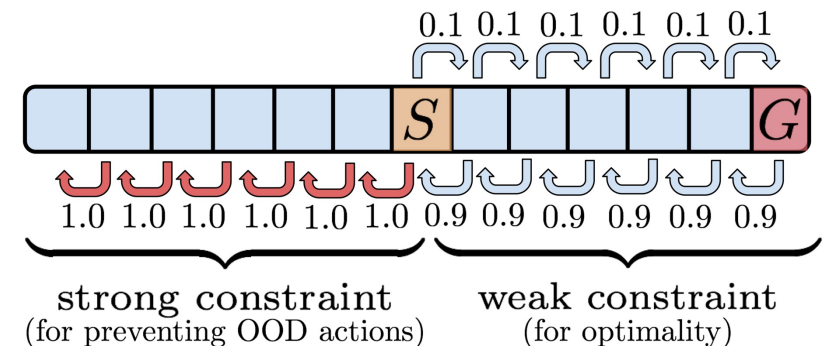 0.1 0.1 0.1 0.1 0.1 0.1
S G
1.0 1.0 1.0 1.0 1.0 1.0 0.9 0.9 0.9 0.9 0.9 0.9
strong constraint weak constraint
(for preventing OOD actions) (for optimality)